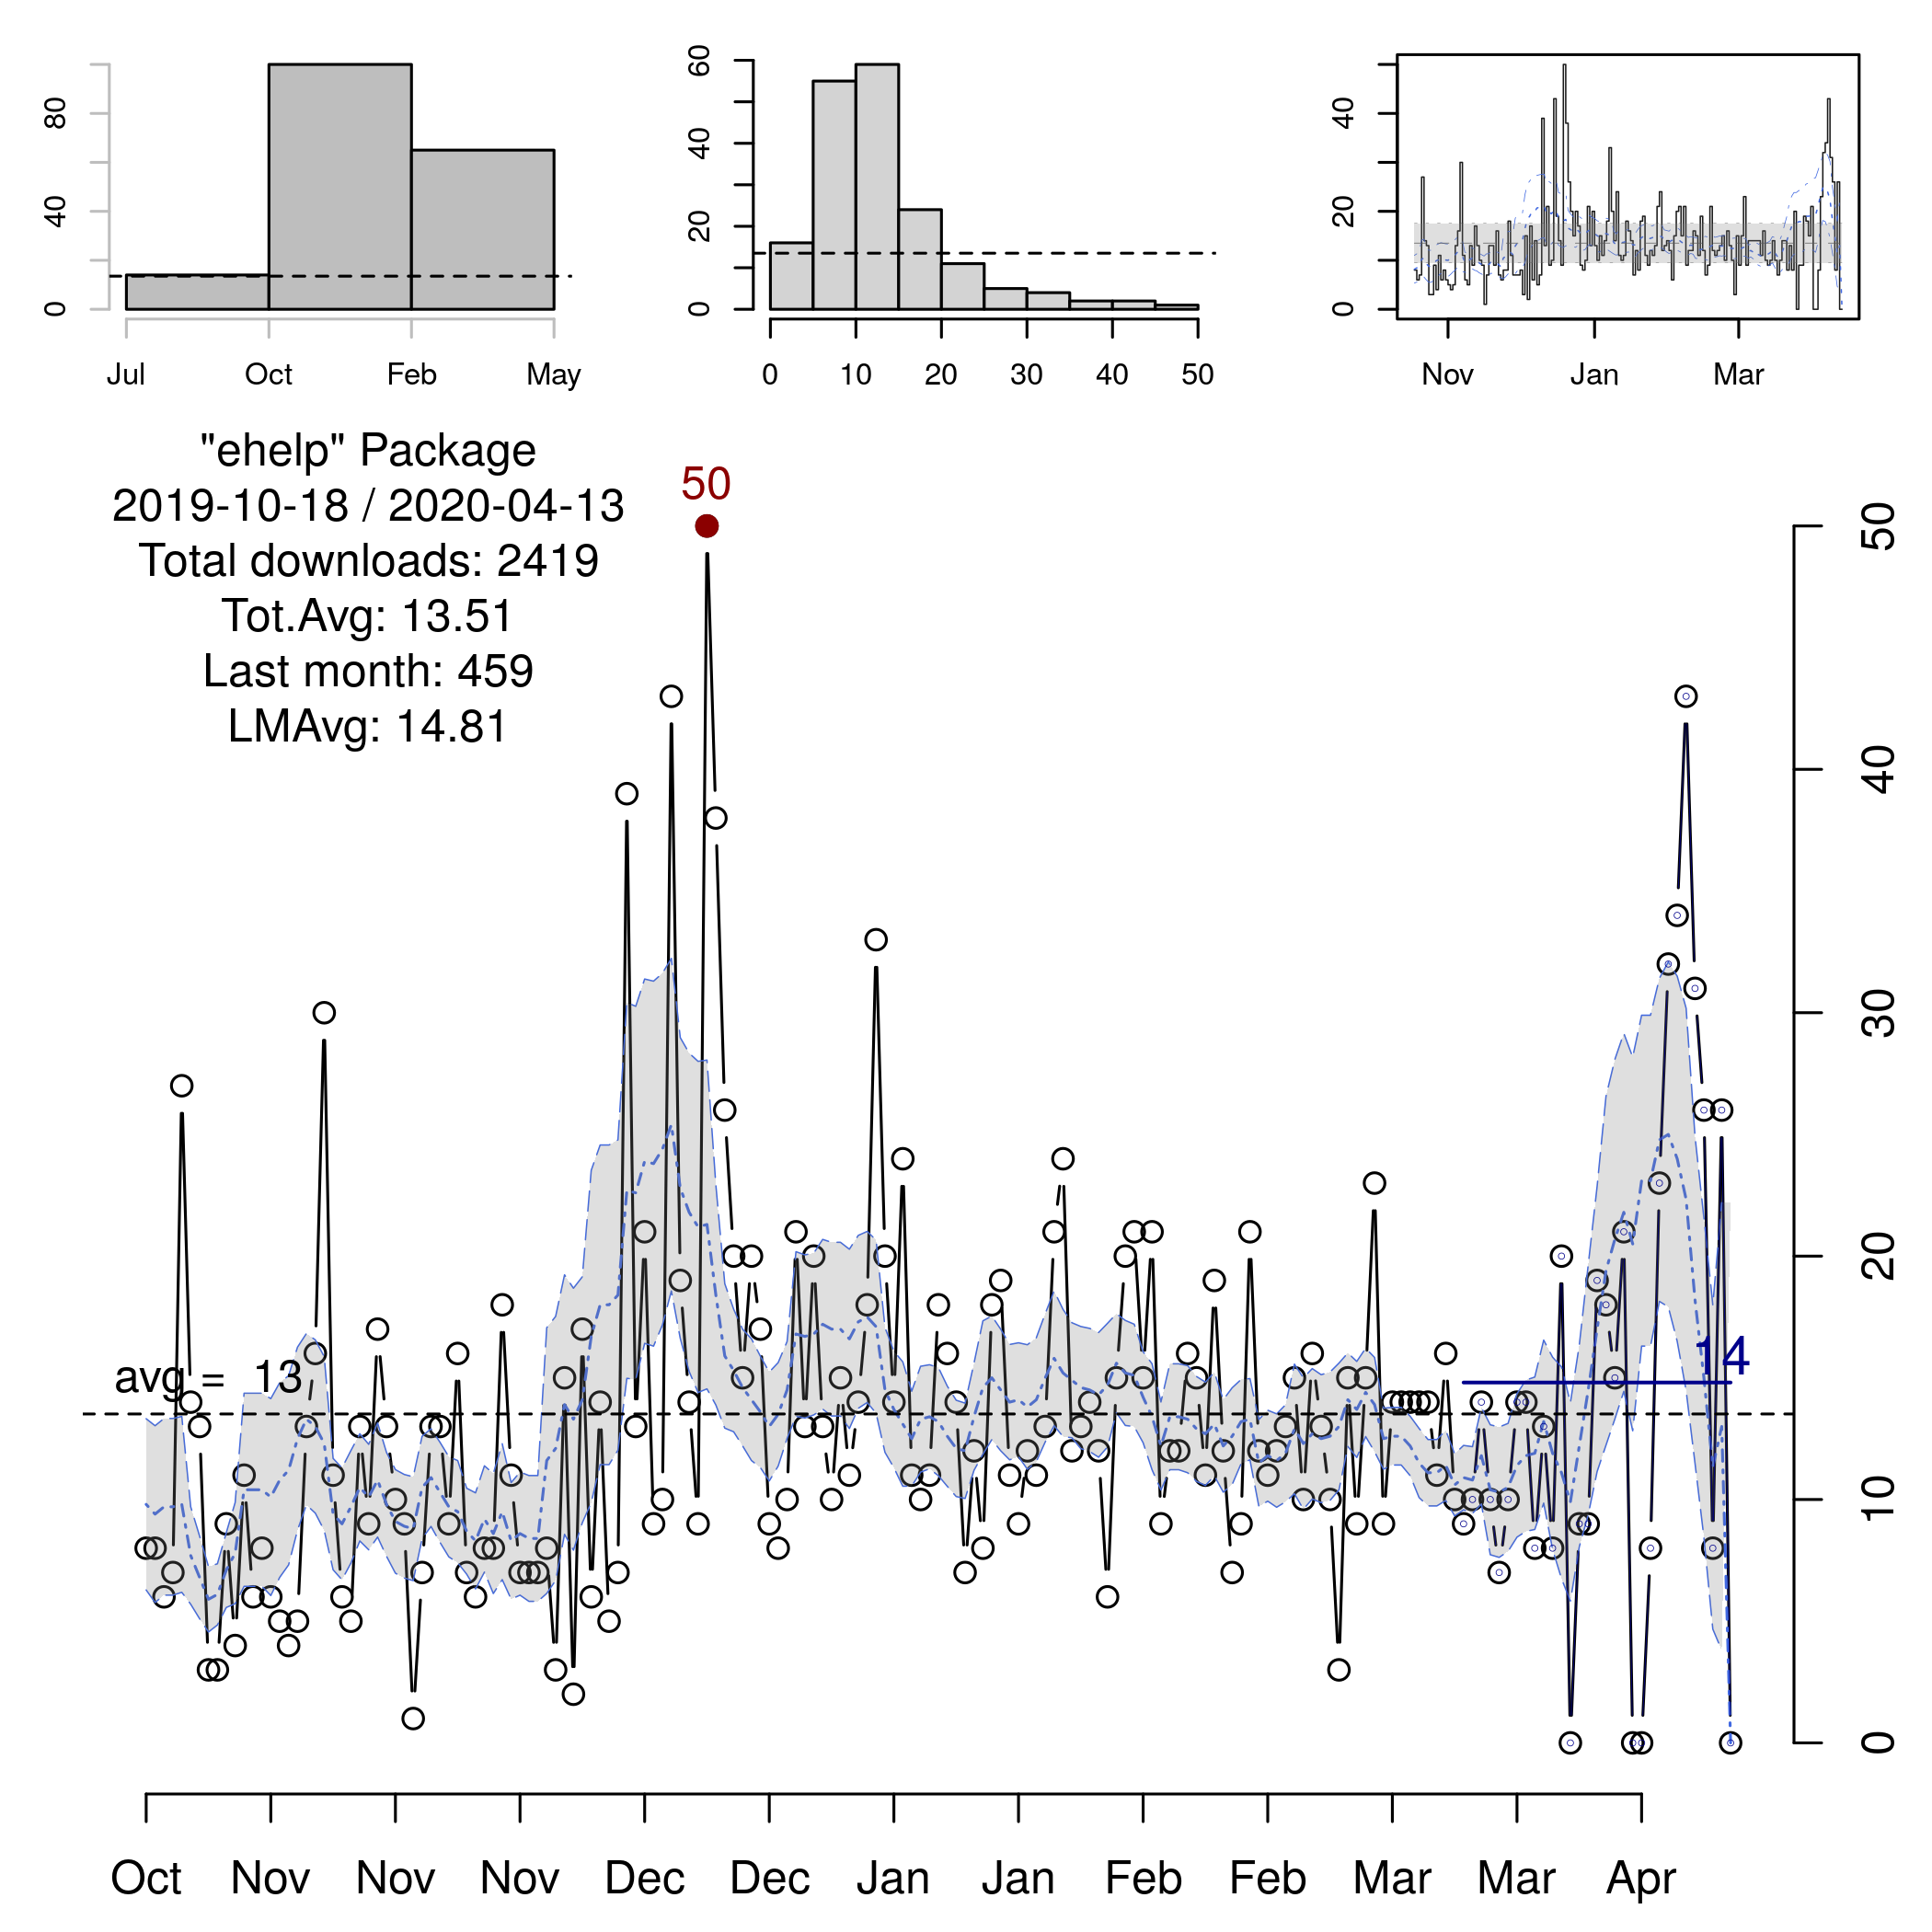 80
40
0
Jul Oct Feb May
60
40
20
0
0 10 20 30 40 50
40
20
0
Nov Jan Mar
"ehelp" Package
2019-10-18 / 2020-04-13
Total downloads: 2419
Tot.Avg: 13.51
Last month: 459
LMAvg: 14.81
50
avg = 13
14
50
40
30
20
10
0
Oct Nov Nov Nov Dec Dec Jan Jan Feb Feb Mar Mar Apr